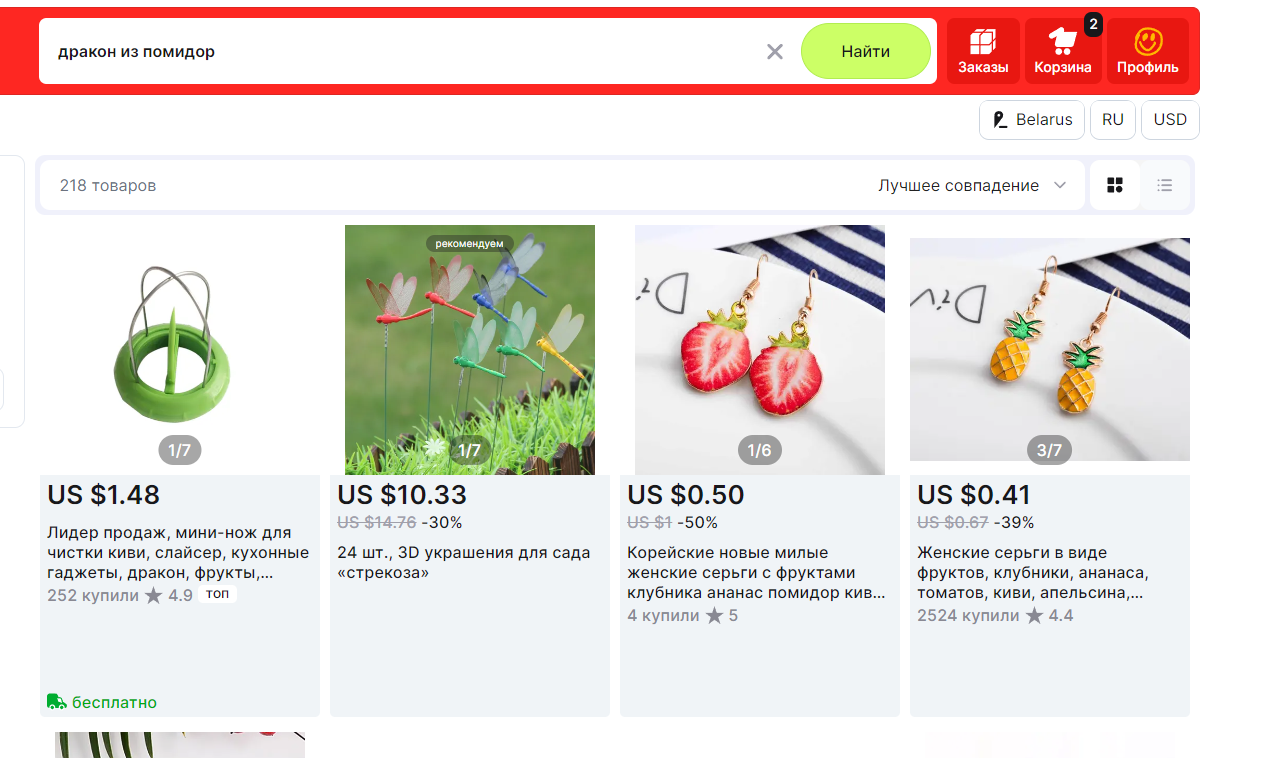 дракон из помидор
Найти
Заказы
2
Корзина
Профиль
Belarus
RU
USD
218 товаров
Лучшее совпадение
1/7
US $1.48
Лидер продаж, мини-нож для
чистки киви, слайсер, кухонные
гаджеты, дракон, фрукты,...
252 купили ★ 4.9 топ
бесплатно
рекомендуем
1/7
US $10.33
US $14.76 -30%
24 шт., 3D украшения для сада
«стрекоза»
1/6
US $0.50
US $1 -50%
Корейские новые милые
женские серьги с фруктами
клубника ананас помидор кив...
4 купили ★ 5
3/7
US $0.41
US $0.67 -39%
Женские серьги в виде
фруктов, клубники, ананаса,
томатов, киви, апельсина,...
2524 купили ★ 4.4